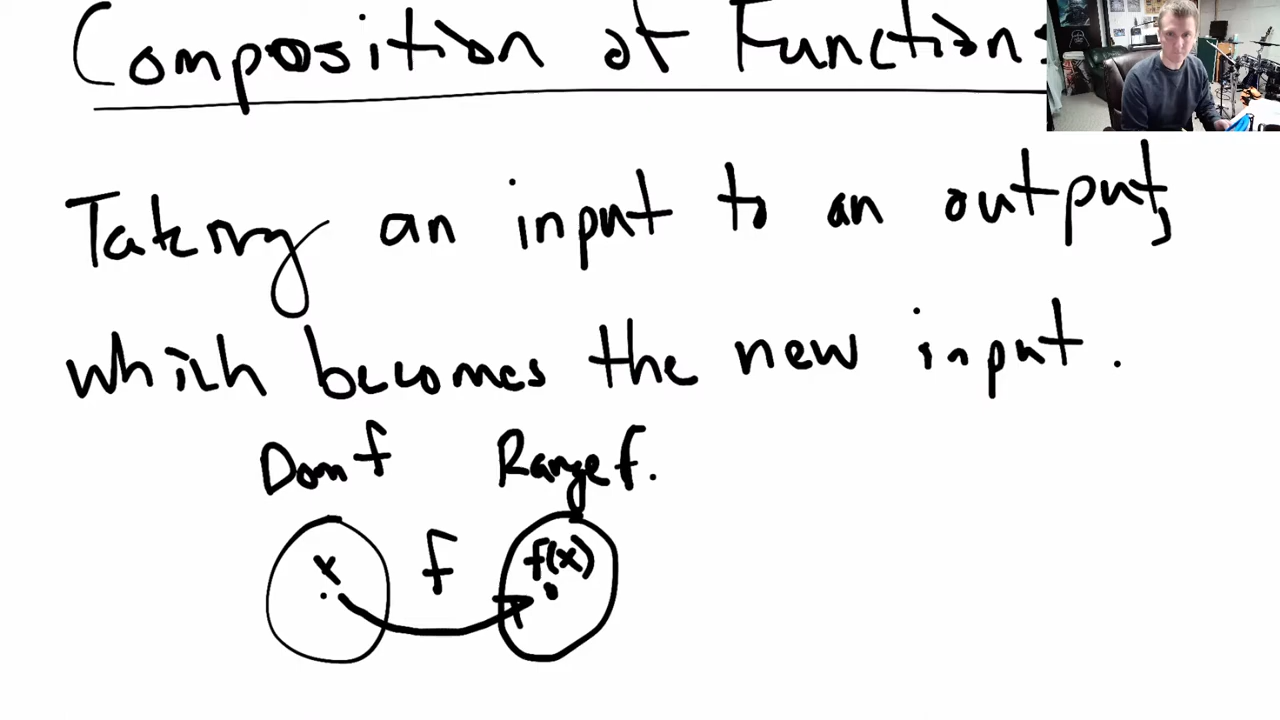 Composition of Functions
Taking an input to an output,
which becomes the new input.
Dom f Range f.
x f f(x)